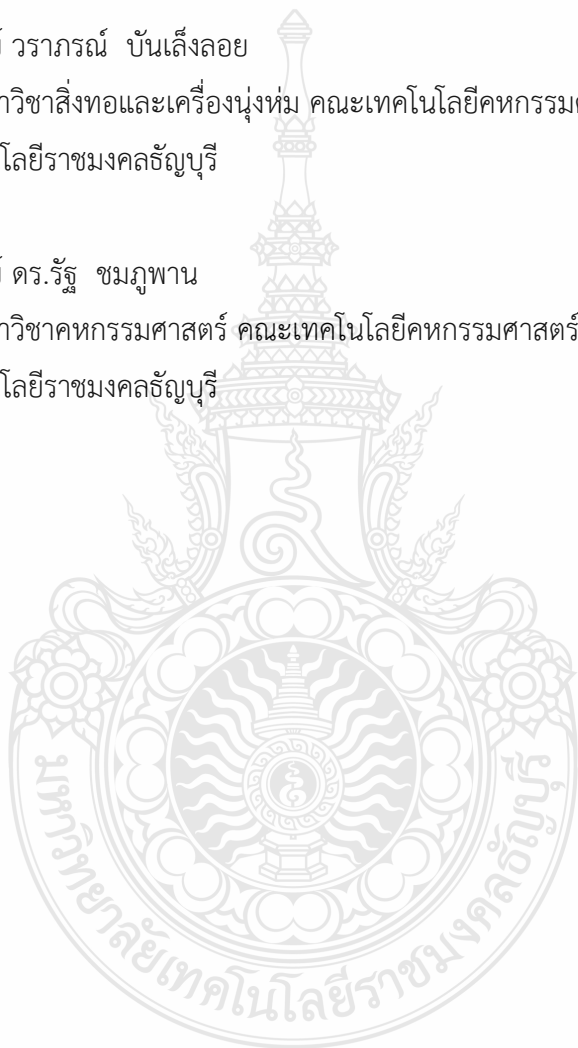 วราภรณ์ บันเล็งลอย
าวิชาสิ่งทอและเครื่องนุ่งห่ม คณะเทคโนโลยีคหกรรม
โลยีราชมงคลธัญบุรี
ดร.รัฐ ชมภูพาน
าวิชาคหกรรมศาสตร์ คณะเทคโนโลยีคหกรรมศาสตร์
โลยีราชมงคลธัญบุรี
มหาวิทยาลัยเทคโนโลยีราชมงคลธัญบุรี